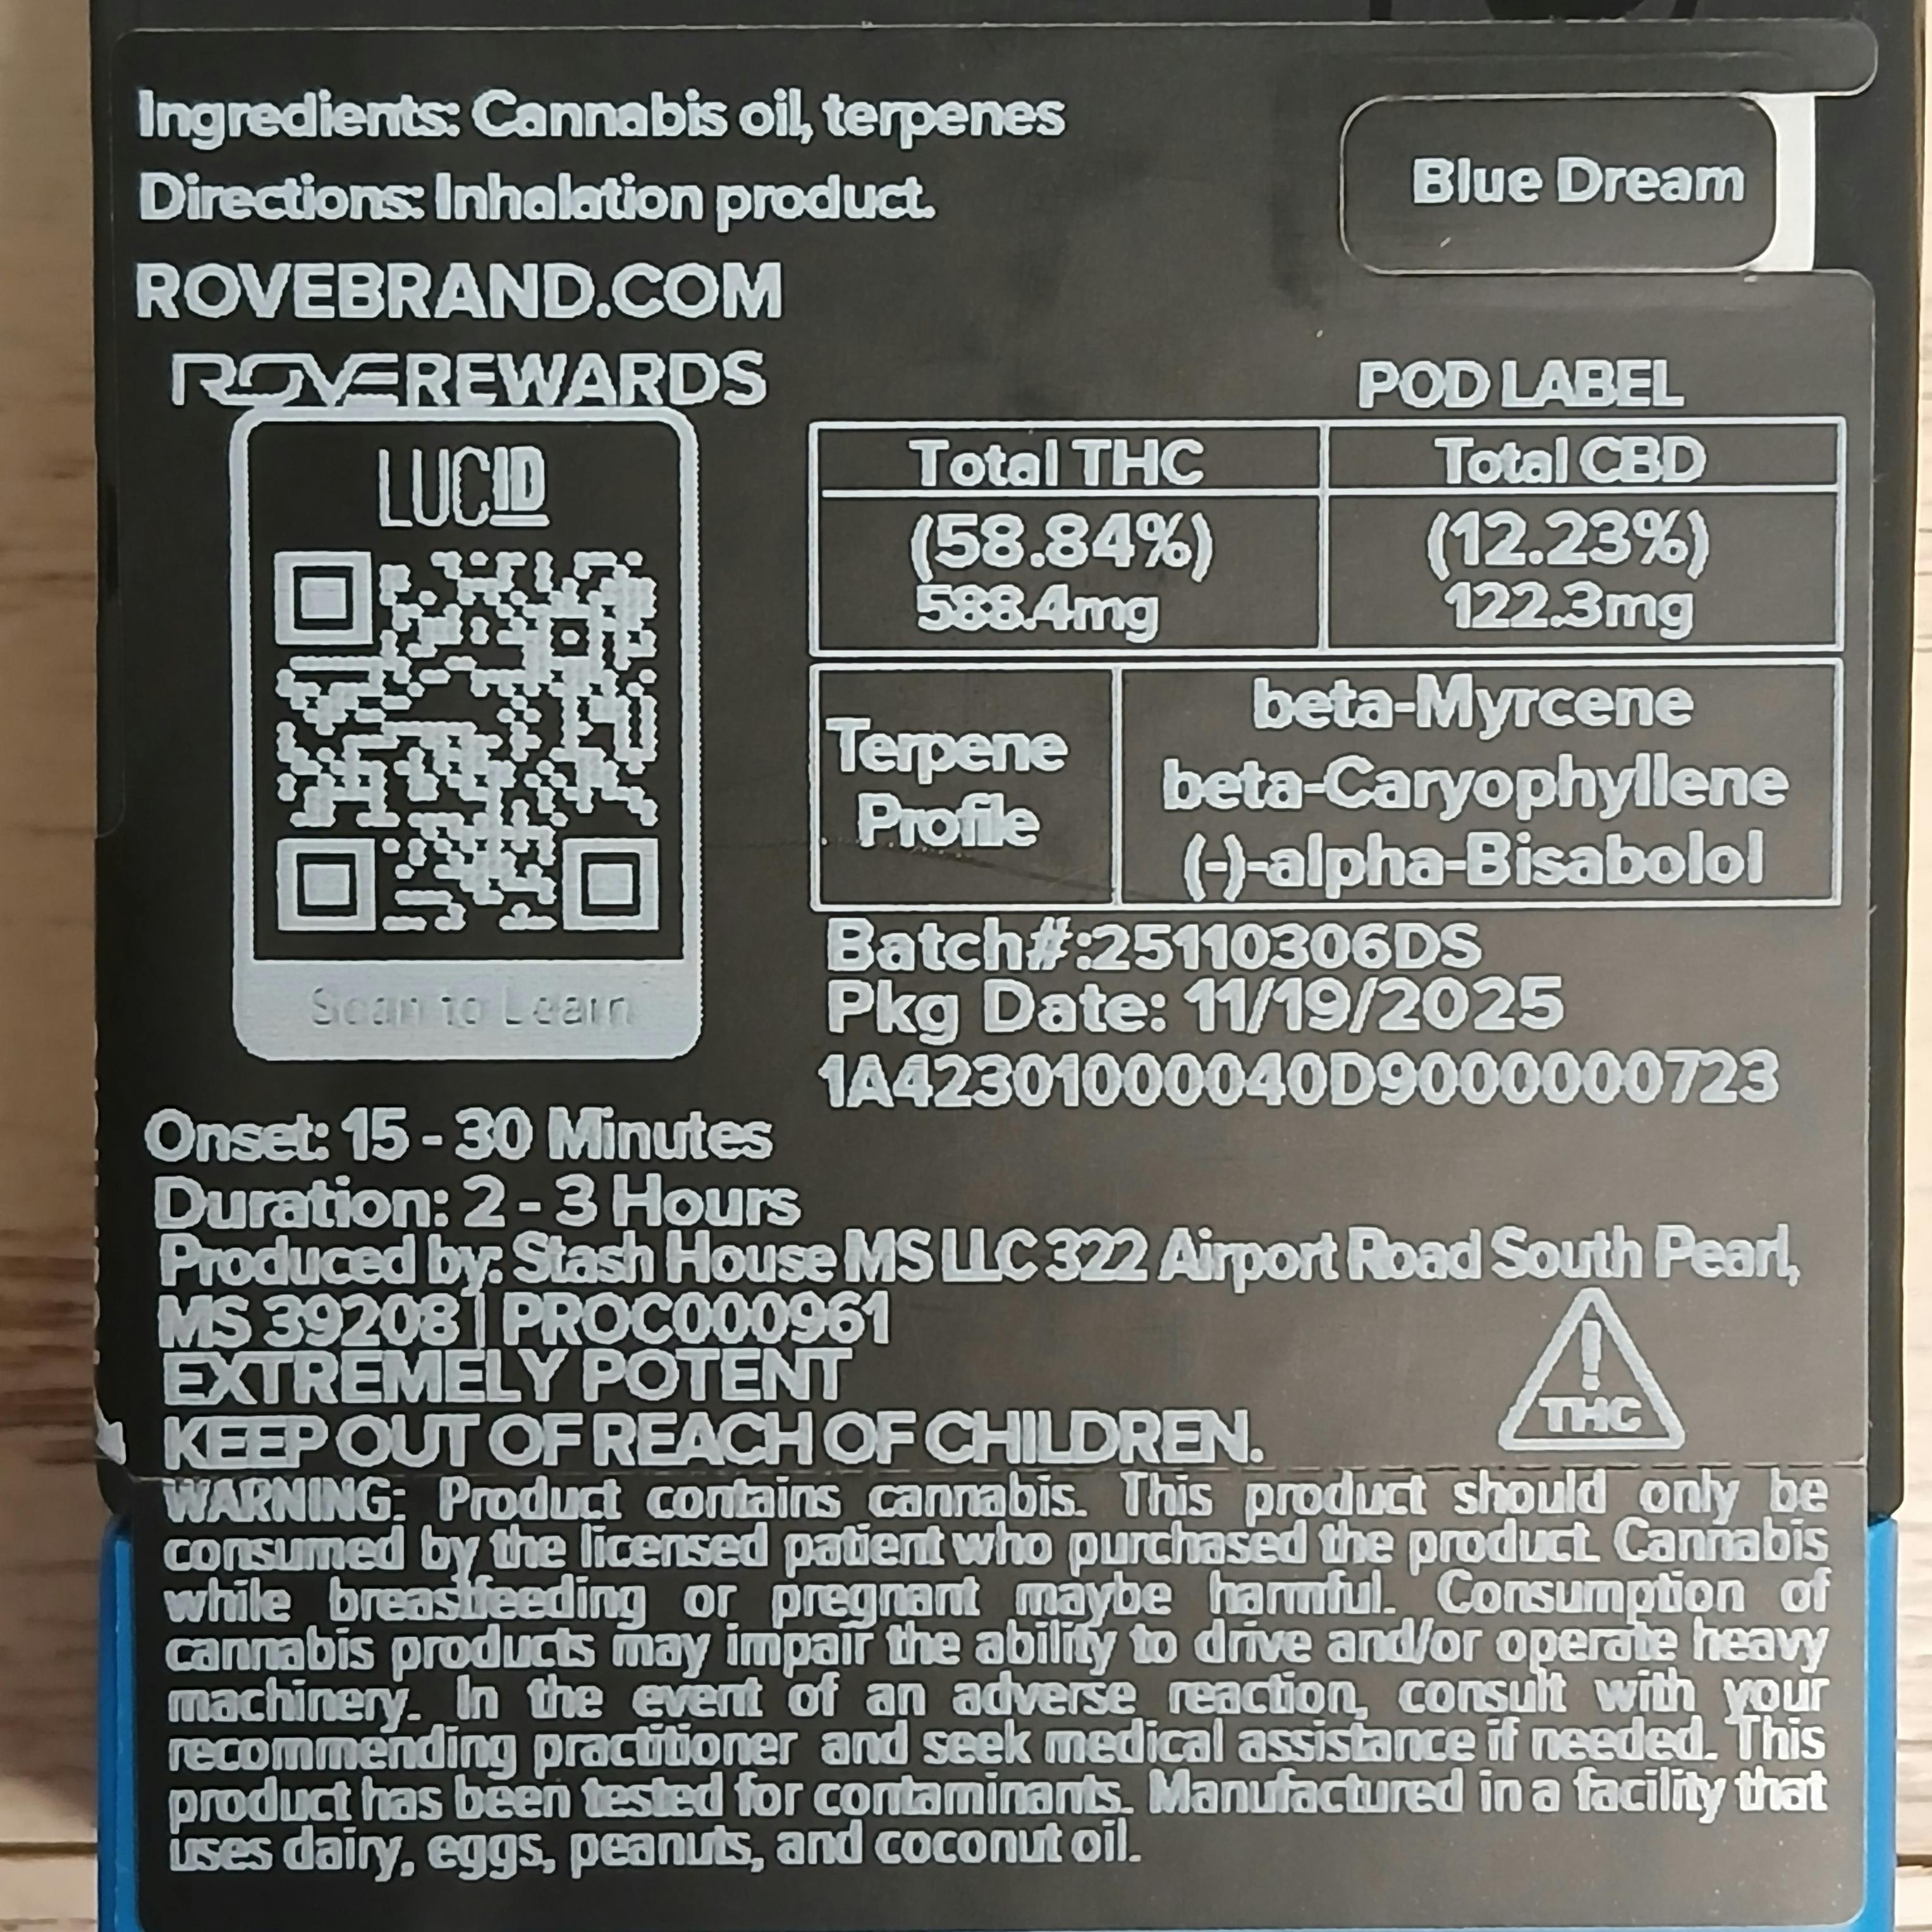 Ingredients: Cannabis oil, terpenes
Directions: Inhalation product.
Blue Dream
ROVEBRAND.COM
ROVE REWARDS
LUCID
Scan to Learn
POD LABEL
Total THC Total CBD
(58.84%) (12.23%)
588.4mg 122.3mg
Terpene
Profile
beta-Myrcene
beta-Caryophyllene
(-)-alpha-Bisabolol
Batch#:25110306DS
Pkg Date: 11/19/2025
1A423010000040D9000000723
Onset: 15 - 30 Minutes
Duration: 2 - 3 Hours
Produced by: Stash House MS LLC 322 Airport Road South Pearl,
MS 39208 | PROC000961
EXTREMELY POTENT
KEEP OUT OF REACH OF CHILDREN.
!
THC
WARNING: Product contains cannabis. This product should only be
consumed by the licensed patient who purchased the product. Cannabis
while breastfeeding or pregnant maybe harmful. Consumption of
cannabis products may impair the ability to drive and/or operate heavy
machinery. In the event of an adverse reaction, consult with your
recommending practitioner and seek medical assistance if needed. This
product has been tested for contaminants. Manufactured in a facility that
uses dairy, eggs, peanuts, and coconut oil.